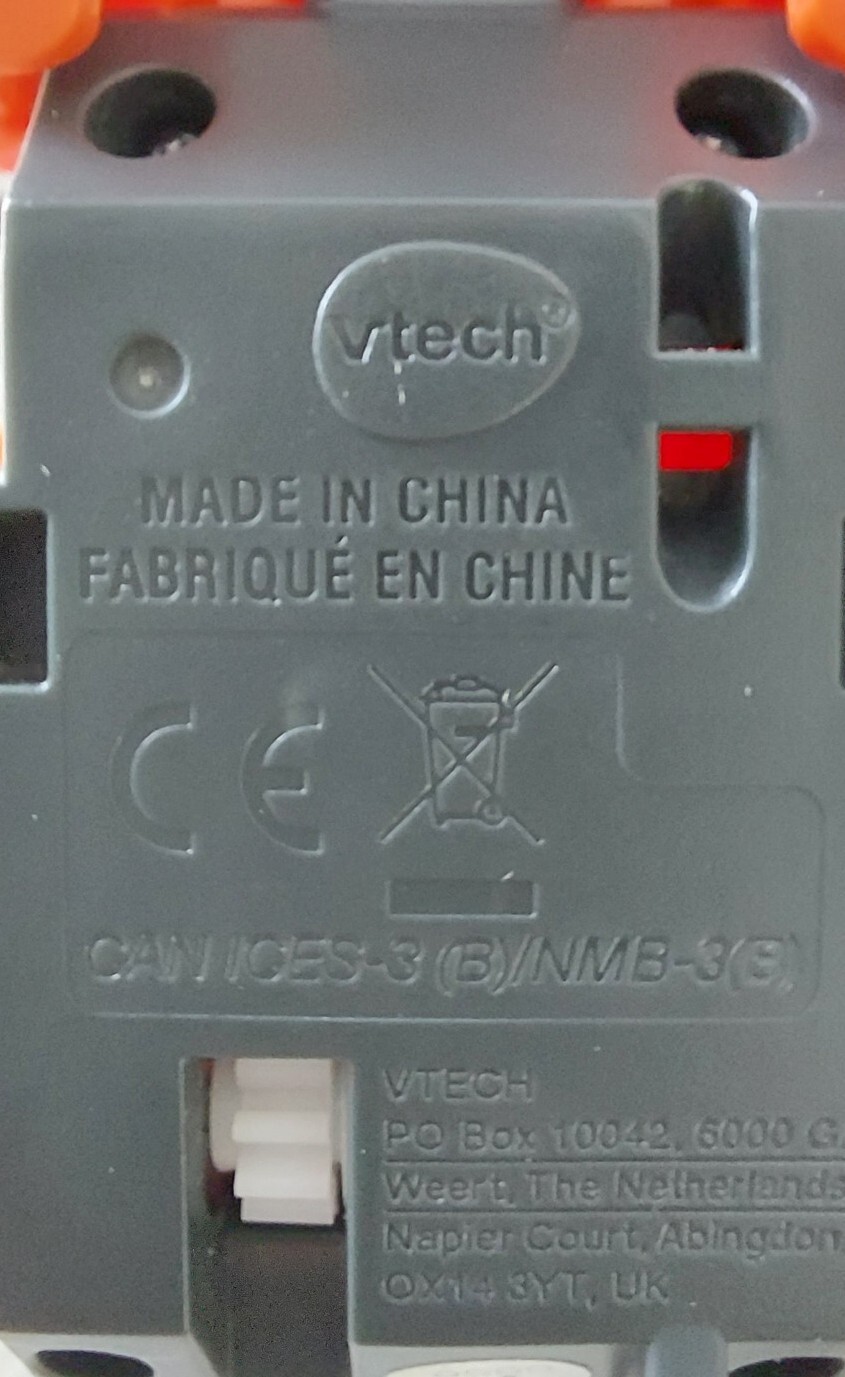 vtech®
MADE IN CHINA
FABRIQUÉ EN CHINE
CE
CAN ICES-3 (B)/NMB-3(B)
VTECH
PO Box 10042, 6000 G
Weert, The Netherlands
Napier Court, Abingdon,
OX14 3YT, UK